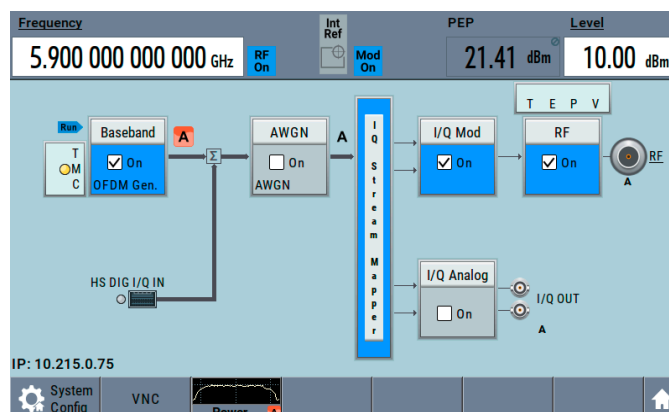 Frequency
Int
Ref
PEP
Level
5.900 000 000 000 GHz
RF
On
Mod
On
21.41 dBm
10.00 dBm
T E P V
Run
Baseband
A
AWGN
A
I/Q Mod
RF
T
M
C
On
Σ
On
On
On
RF
OFDM Gen.
AWGN
A
I/Q Stream Mapper
HS DIG I/Q IN
I/Q Analog
On
I/Q OUT
A
IP: 10.215.0.75
System
Config
VNC
Power
A